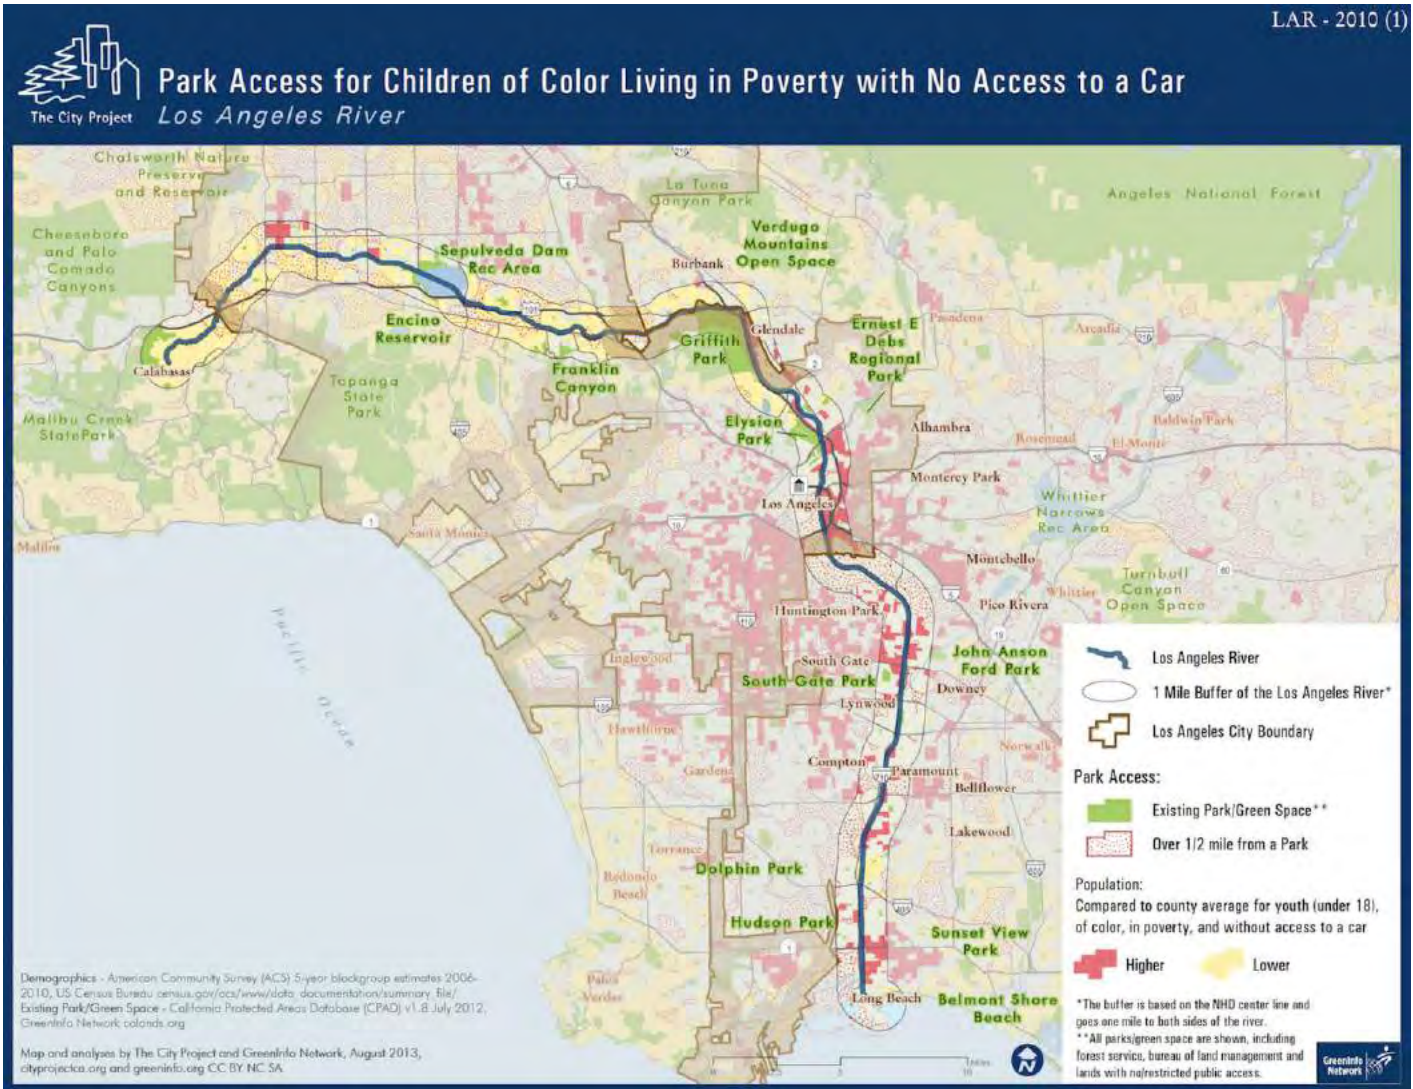 LAR - 2010 (1)
Park Access for Children of Color Living in Poverty with No Access to a Car
The City Project
Los Angeles River
Chatsworth Nature
Preserve
and Reservoir
La Tuna
Canyon Park
Angeles National Forest
Cheeseboro
and Palo
Comado
Canyons
Sepulveda Dam
Rec Area
Verdugo
Mountains
Open Space
Burbank
Encino
Reservoir
Griffith
Park
Glendale
Ernest E
Debs
Regional
Park
Pasadena
Arcadia
Calabasas
Franklin
Canyon
Topanga
State
Park
Malibu Creek
StatePark
Elysian
Park
Alhambra
Rosemead
El Monte
Baldwin Park
Monterey Park
Los Angeles
Whittier
Narrows
Rec Area
Malibu
Santa Monica
Montebello
Turnbull
Canyon
Open Space
Whittier
Pico Rivera
Huntington Park
Pacific Ocean
Inglewood
South Gate
South Gate Park
John Anson
Ford Park
Downey
Lynwood
Hawthorne
Norwalk
Gardena
Compton
Paramount
Bellflower
Lakewood
Torrance
Redondo
Beach
Dolphin Park
Hudson Park
Sunset View
Park
Palos
Verdes
Long Beach
Belmont Shore
Beach
Los Angeles River
1 Mile Buffer of the Los Angeles River*
Los Angeles City Boundary
Park Access:
Existing Park/Green Space**
Over 1/2 mile from a Park
Population:
Compared to county average for youth (under 18),
of color, in poverty, and without access to a car
Higher
Lower
*The buffer is based on the NHD center line and
goes one mile to both sides of the river.
**All parks/green space are shown, including
forest service, bureau of land management and
lands with no/restricted public access.
GreenInfo
Network
Demographics - American Community Survey (ACS) 5-year blockgroup estimates 2006-
2010, US Census Bureau census.gov/acs/www/data_documentation/summary_file/
Existing Park/Green Space - California Protected Areas Database (CPAD) v1.8 July 2012,
GreenInfo Network calands.org
Map and analyses by The City Project and GreenInfo Network, August 2013,
cityprojectca.org and greeninfo.org CC BY NC SA
0
5
10
Miles
N